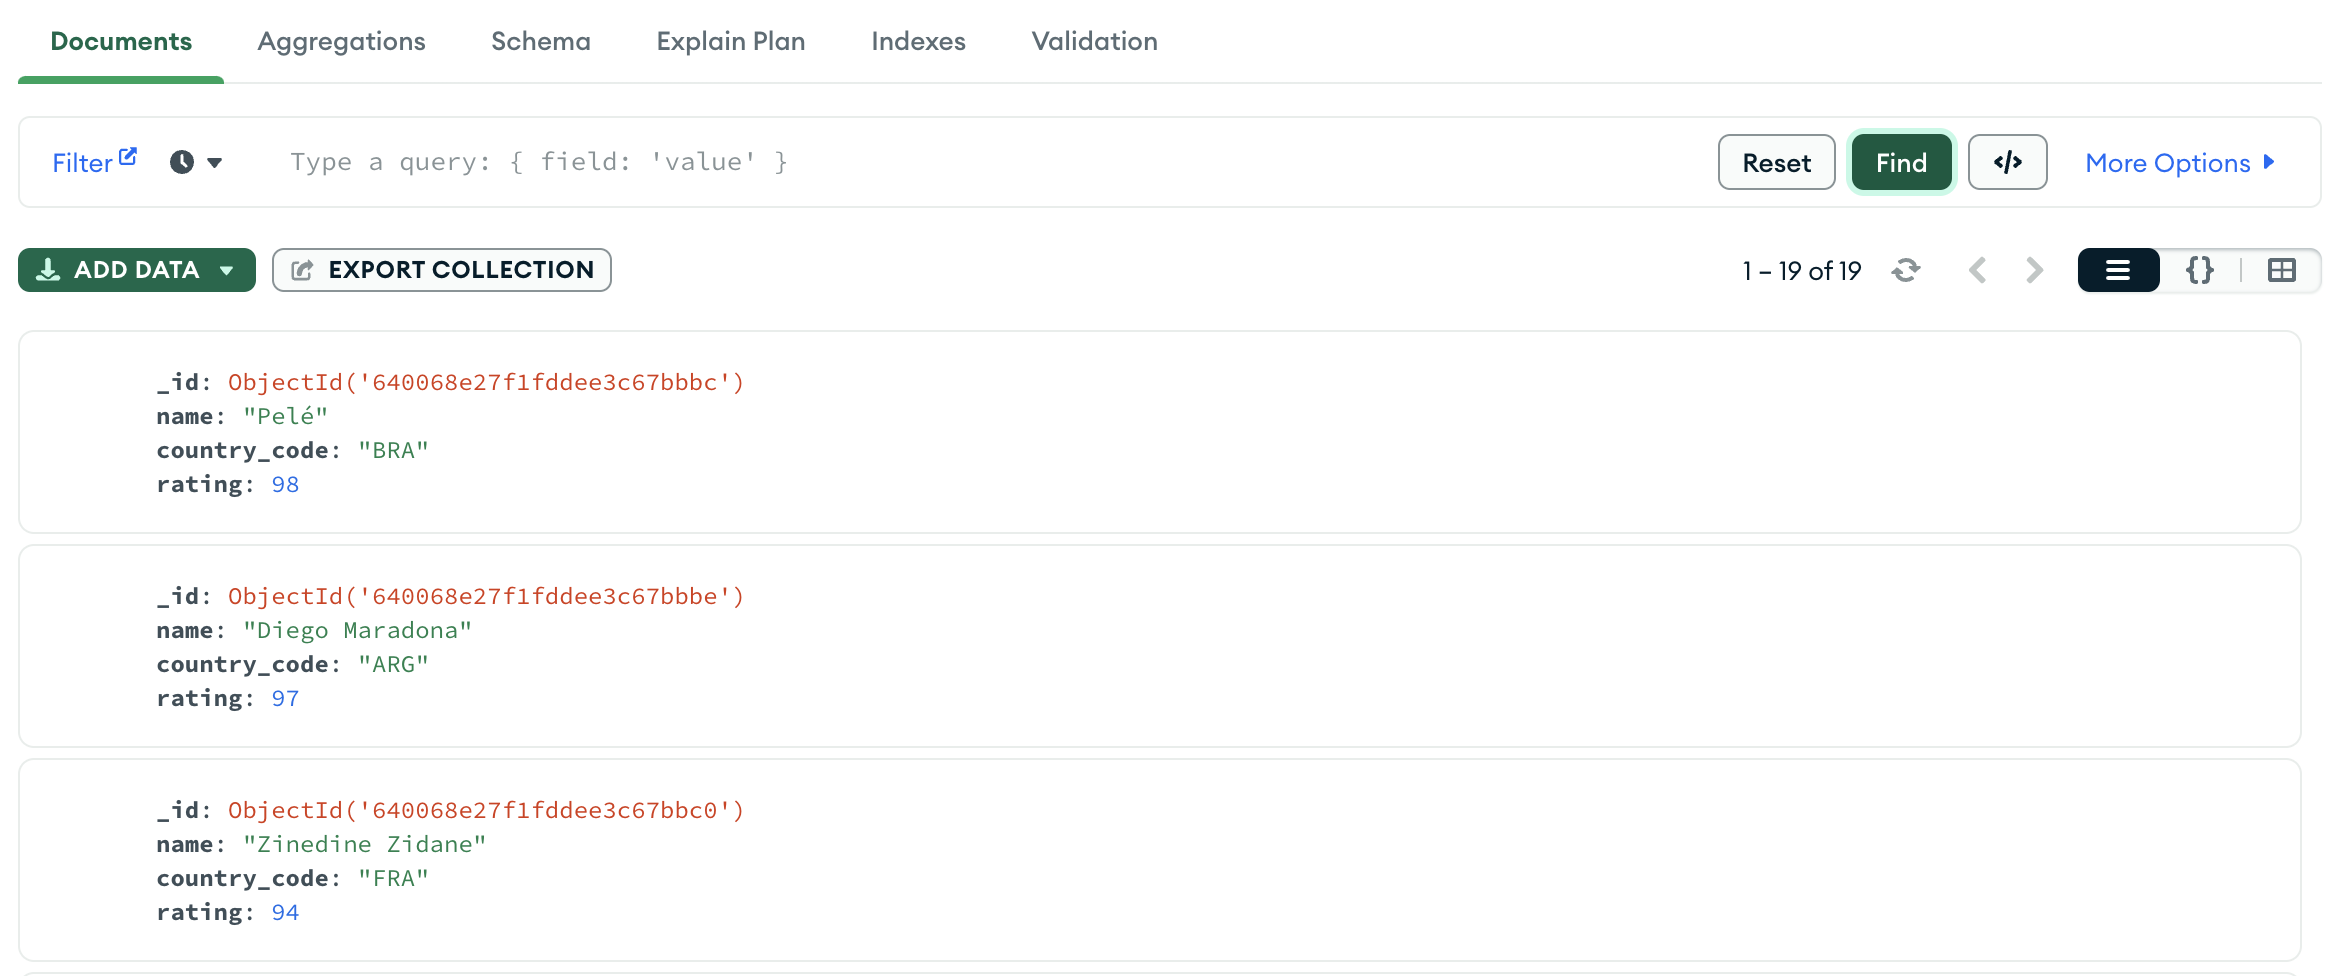 Documents Aggregations Schema Explain Plan Indexes Validation
Filter Type a query: { field: 'value' } Reset Find </> More Options
ADD DATA EXPORT COLLECTION 1 – 19 of 19 {}
_id: ObjectId('640068e27f1fddee3c67bbbc')
name: "Pelé"
country_code: "BRA"
rating: 98
_id: ObjectId('640068e27f1fddee3c67bbbe')
name: "Diego Maradona"
country_code: "ARG"
rating: 97
_id: ObjectId('640068e27f1fddee3c67bbc0')
name: "Zinedine Zidane"
country_code: "FRA"
rating: 94